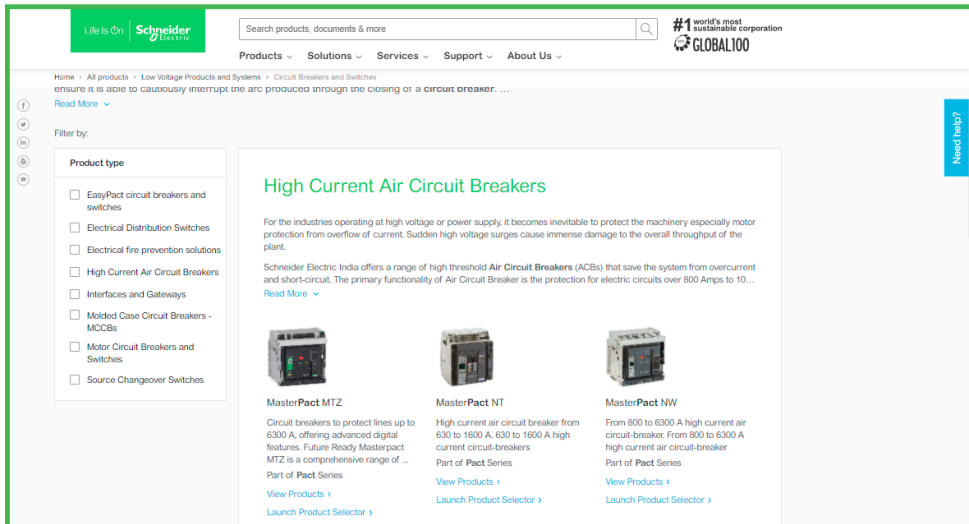 Life Is On
Schneider
Electric
Search products, documents & more
#1 world's most
sustainable corporation
GLOBAL100
Products
Solutions
Services
Support
About Us
Home › All products › Low Voltage Products and Systems › Circuit Breakers and Switches
ensure it is able to cautiously interrupt the arc produced through the closing of a circuit breaker. ...
Read More
Need help?
Filter by:
Product type
EasyPact circuit breakers and
switches
Electrical Distribution Switches
Electrical fire prevention solutions
High Current Air Circuit Breakers
Interfaces and Gateways
Molded Case Circuit Breakers -
MCCBs
Motor Circuit Breakers and
Switches
Source Changeover Switches
High Current Air Circuit Breakers
For the industries operating at high voltage or power supply, it becomes inevitable to protect the machinery especially motor
protection from overflow of current. Sudden high voltage surges cause immense damage to the overall throughput of the
plant.
Schneider Electric India offers a range of high threshold Air Circuit Breakers (ACBs) that save the system from overcurrent
and short-circuit. The primary functionality of Air Circuit Breaker is the protection for electric circuits over 800 Amps to 10...
Read More
MasterPact MTZ
Circuit breakers to protect lines up to
6300 A, offering advanced digital
features. Future Ready Masterpact
MTZ is a comprehensive range of ...
Part of Pact Series
View Products ›
Launch Product Selector ›
MasterPact NT
High current air circuit breaker from
630 to 1600 A. 630 to 1600 A high
current circuit-breakers
Part of Pact Series
View Products ›
Launch Product Selector ›
MasterPact NW
From 800 to 6300 A high current air
circuit-breaker. From 800 to 6300 A
high current air circuit-breaker
Part of Pact Series
View Products ›
Launch Product Selector ›